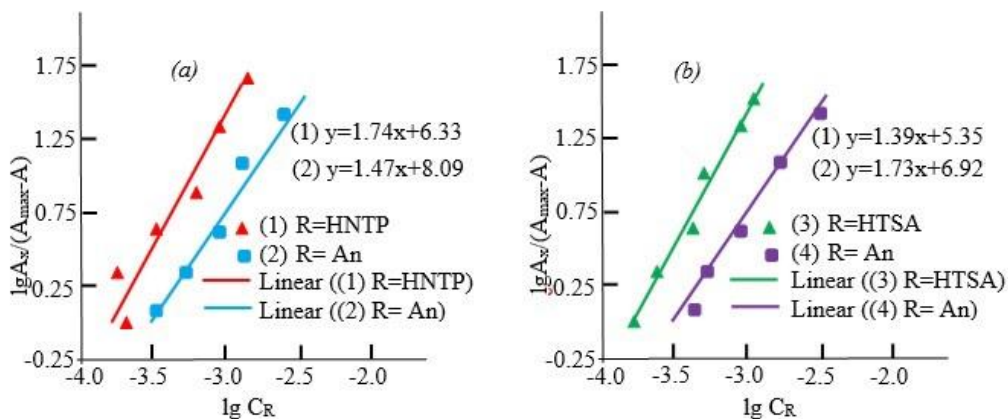 (a)
lgAₓ/(Aₘₐₓ-A)
1.75
1.25
0.75
0.25
-0.25
(1) y=1.74x+6.33
(2) y=1.47x+8.09
(1) R=HNTP
(2) R= An
Linear ((1) R=HNTP)
Linear ((2) R= An)
-4.0 -3.5 -3.0 -2.5 -2.0
lg C_R
(b)
lgAₓ/(Aₘₐₓ-A)
1.75
1.25
0.75
0.25
-0.25
(1) y=1.39x+5.35
(2) y=1.73x+6.92
(3) R=HTSA
(4) R= An
Linear ((3) R=HTSA)
Linear ((4) R= An)
-4.0 -3.5 -3.0 -2.5 -2.0
lg C_R